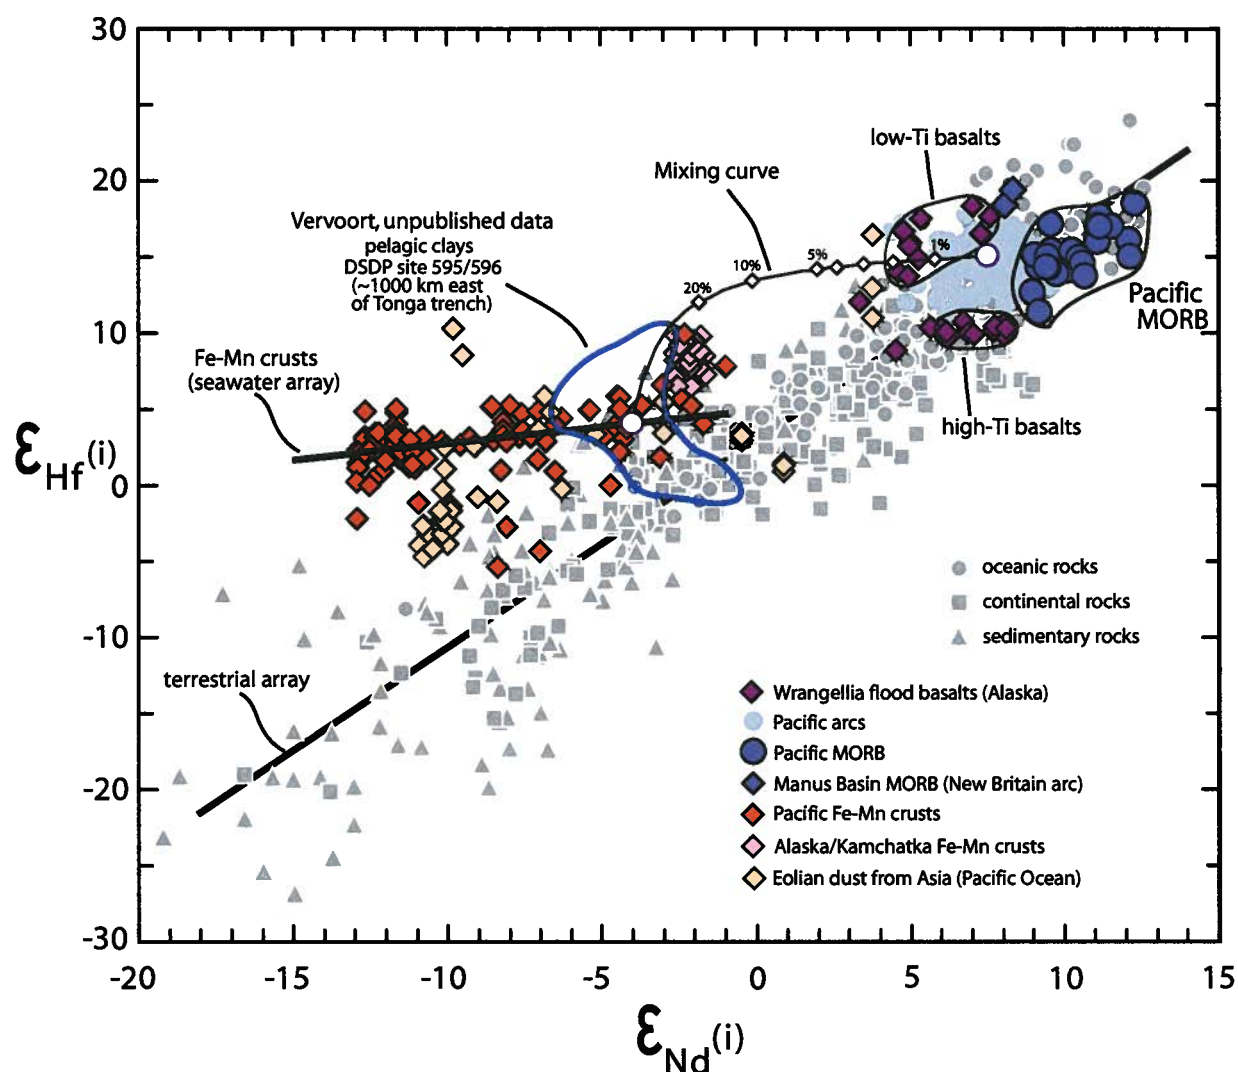 30
20
10
0
-10
-20
-30
εHf(i)
-20
-15
-10
-5
0
5
10
15
εNd(i)
low-Ti basalts
Mixing curve
Vervoort, unpublished data
pelagic clays
DSDP site 595/596
(~1000 km east
of Tonga trench)
1%
5%
10%
20%
Pacific
MORB
Fe-Mn crusts
(seawater array)
high-Ti basalts
terrestrial array
oceanic rocks
continental rocks
sedimentary rocks
Wrangellia flood basalts (Alaska)
Pacific arcs
Pacific MORB
Manus Basin MORB (New Britain arc)
Pacific Fe-Mn crusts
Alaska/Kamchatka Fe-Mn crusts
Eolian dust from Asia (Pacific Ocean)